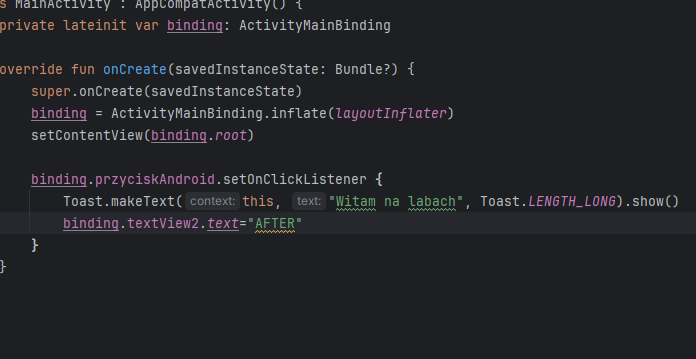 s MainActivity : AppCompatActivity() {
private lateinit var binding: ActivityMainBinding
override fun onCreate(savedInstanceState: Bundle?) {
super.onCreate(savedInstanceState)
binding = ActivityMainBinding.inflate(layoutInflater)
setContentView(binding.root)
binding.przyciskAndroid.setOnClickListener {
Toast.makeText( context: this, text: "Witam na labach", Toast.LENGTH_LONG).show()
binding.textView2.text="AFTER"
}
}